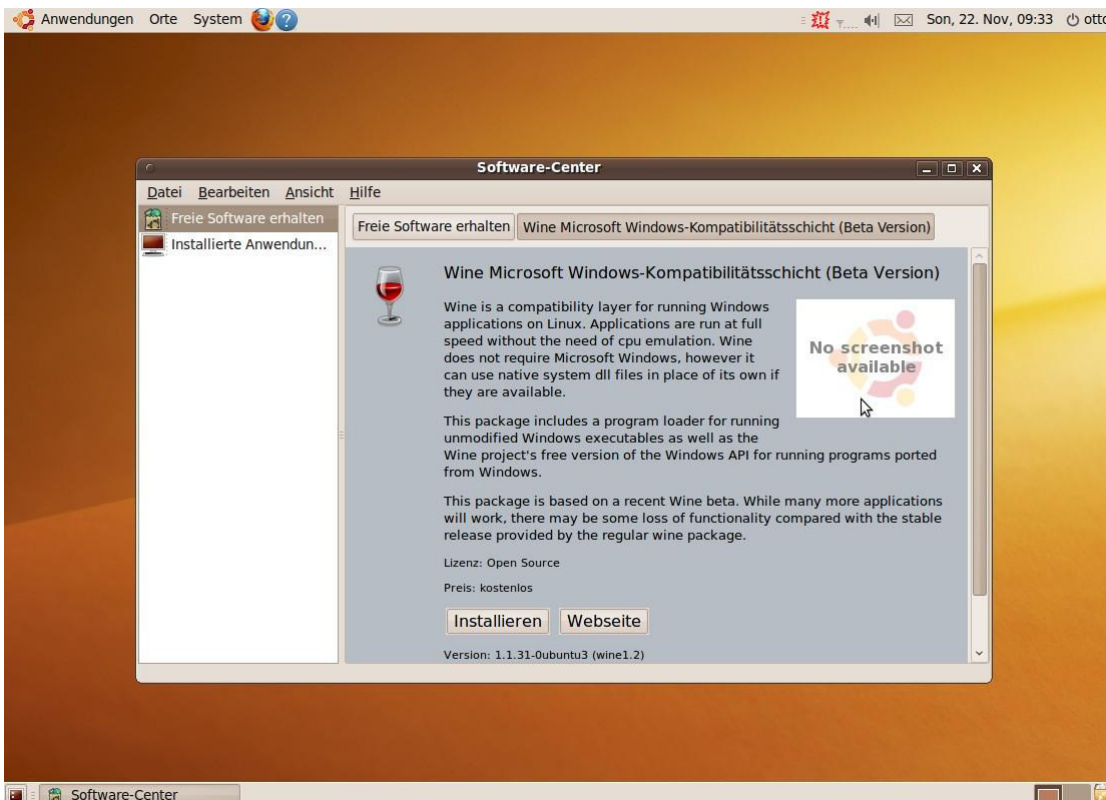 Anwendungen Orte System
Son, 22. Nov, 09:33 otto
Software-Center
Datei Bearbeiten Ansicht Hilfe
Freie Software erhalten
Installierte Anwendun...
Freie Software erhalten Wine Microsoft Windows-Kompatibilitätsschicht (Beta Version)
Wine Microsoft Windows-Kompatibilitätsschicht (Beta Version)
Wine is a compatibility layer for running Windows
applications on Linux. Applications are run at full
speed without the need of cpu emulation. Wine
does not require Microsoft Windows, however it
can use native system dll files in place of its own if
they are available.
No screenshot
available
This package includes a program loader for running
unmodified Windows executables as well as the
Wine project's free version of the Windows API for running programs ported
from Windows.
This package is based on a recent Wine beta. While many more applications
will work, there may be some loss of functionality compared with the stable
release provided by the regular wine package.
Lizenz: Open Source
Preis: kostenlos
Installieren Webseite
Version: 1.1.31-0ubuntu3 (wine1.2)
Software-Center